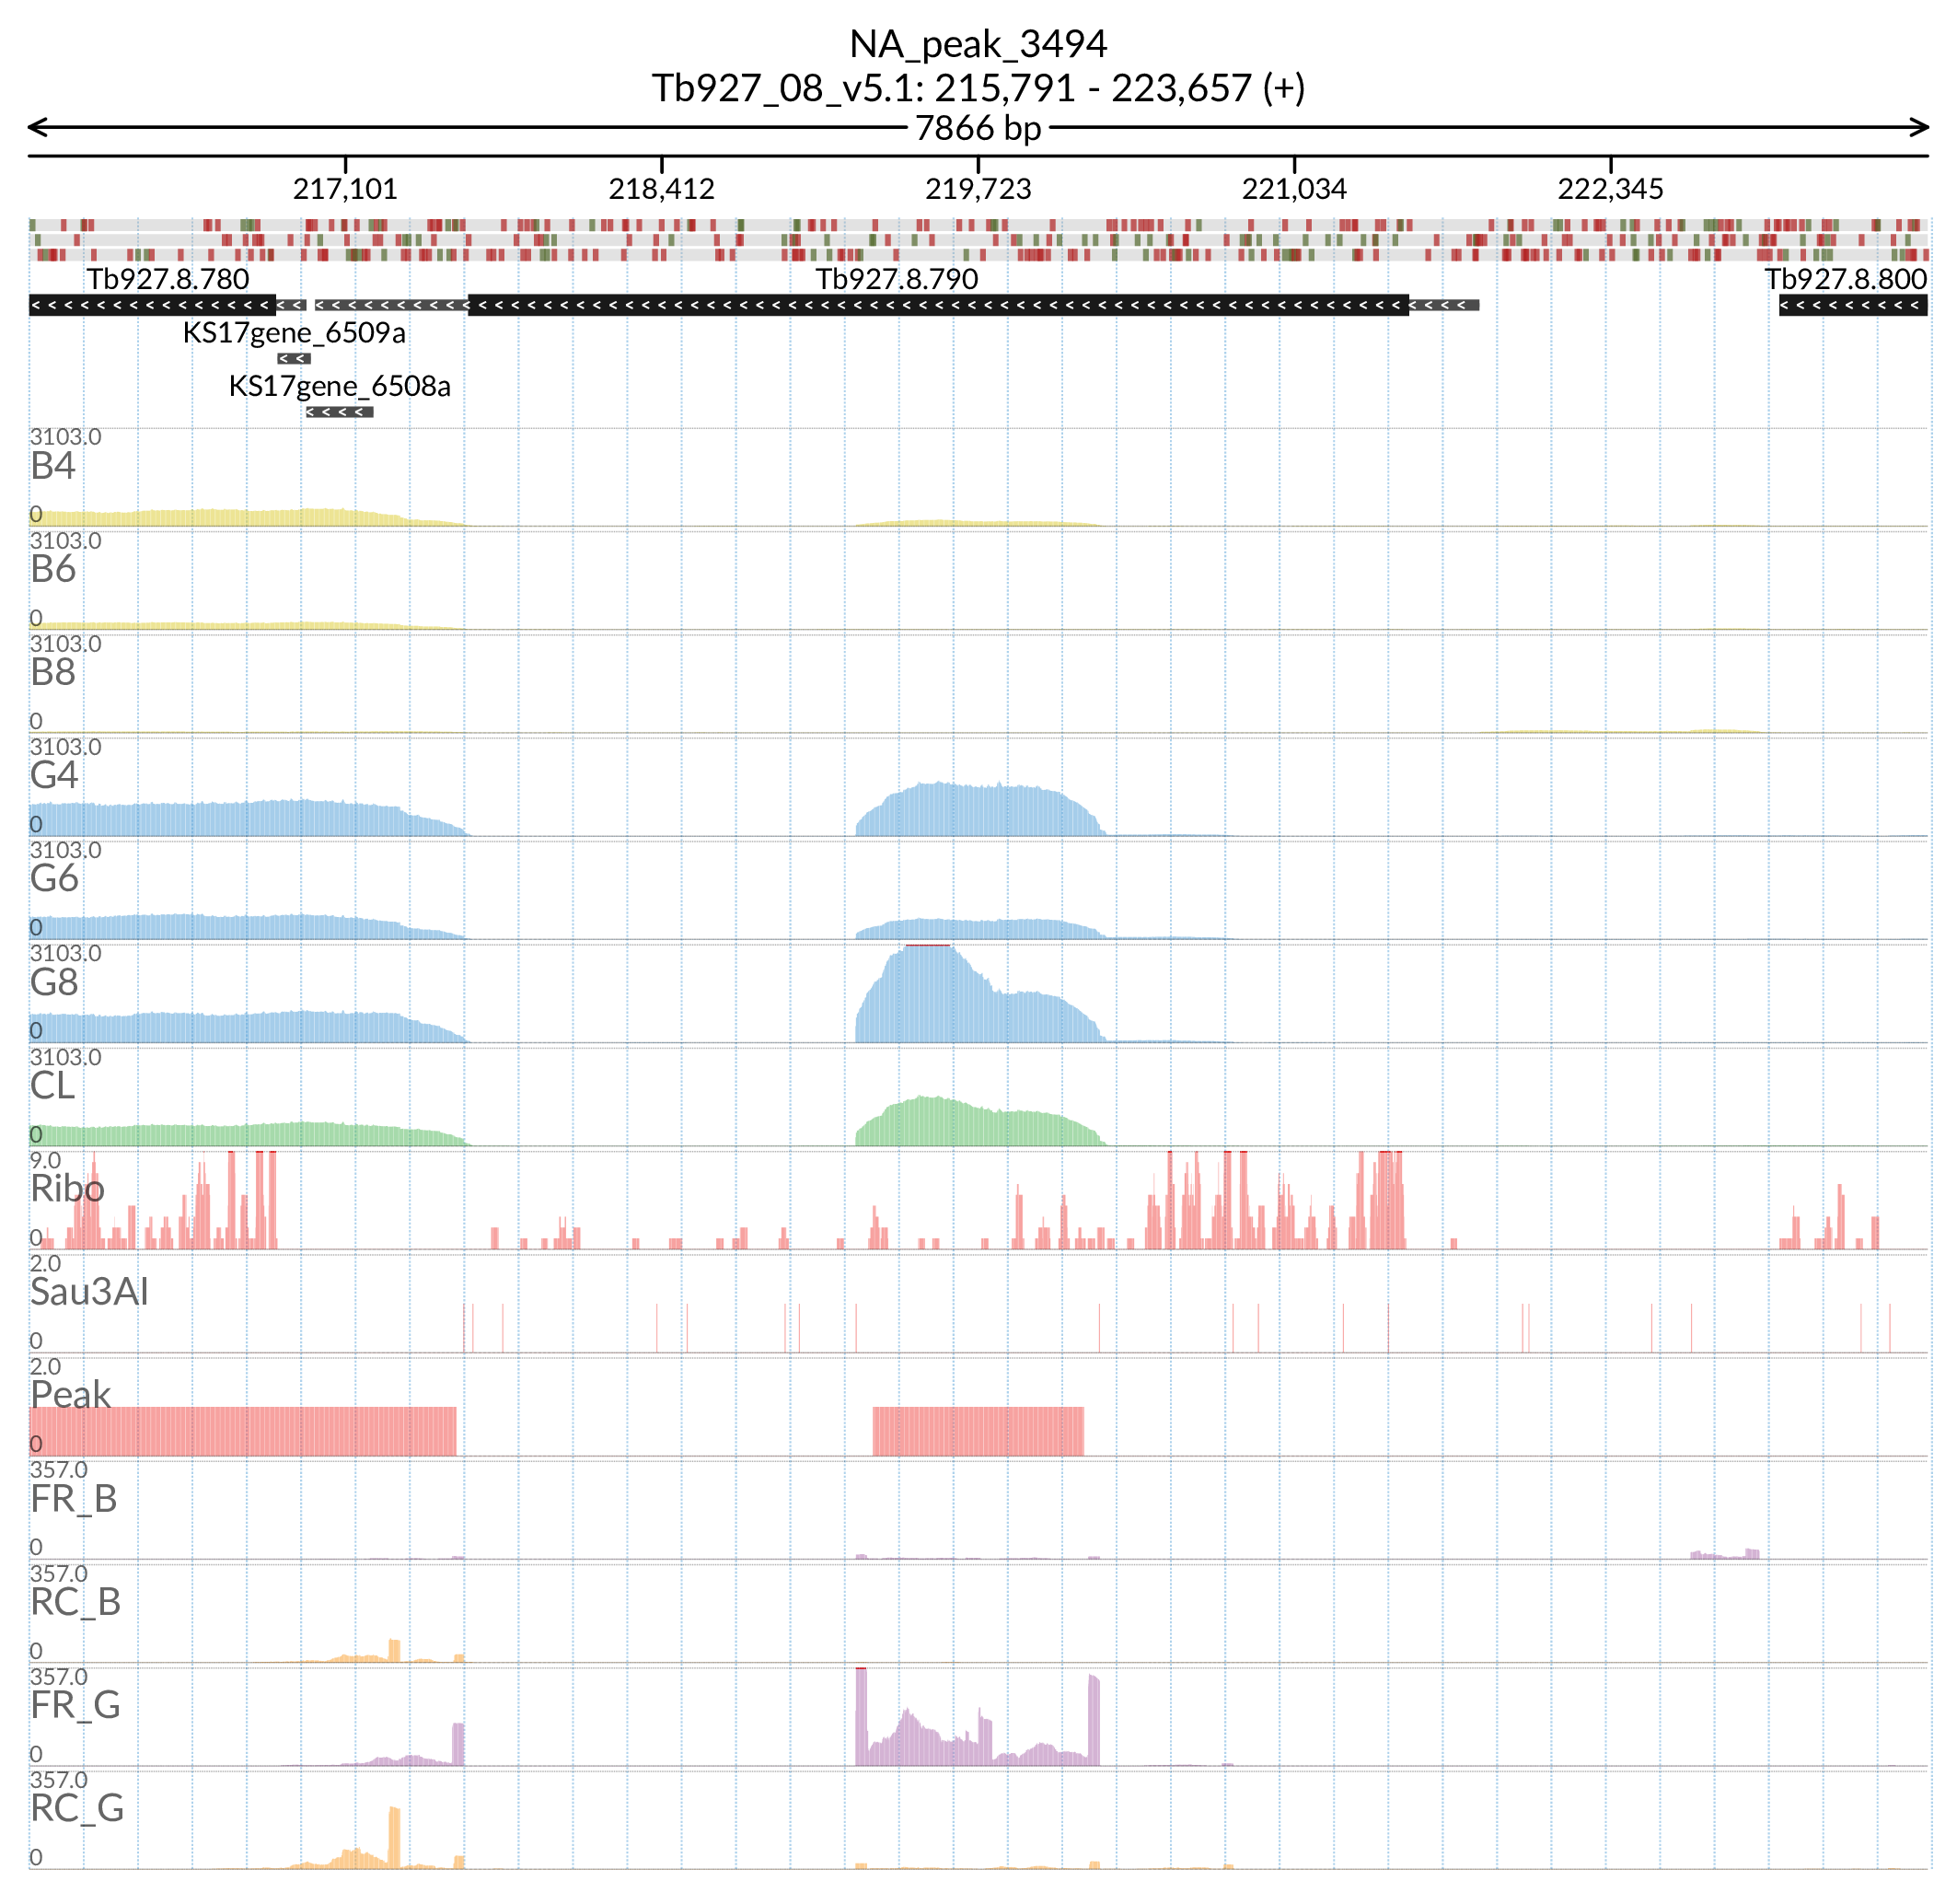 NA_peak_3494
Tb927_08_v5.1: 215,791 - 223,657 (+)
7866 bp
217,101 218,412 219,723 221,034 222,345
Tb927.8.780 Tb927.8.790 Tb927.8.800
KS17gene_6509a
KS17gene_6508a
3103.0
B4
0
3103.0
B6
0
3103.0
B8
0
3103.0
G4
0
3103.0
G6
0
3103.0
G8
0
3103.0
CL
0
9.0
Ribo
0
2.0
Sau3AI
0
2.0
Peak
0
357.0
FR_B
0
357.0
RC_B
0
357.0
FR_G
0
357.0
RC_G
0